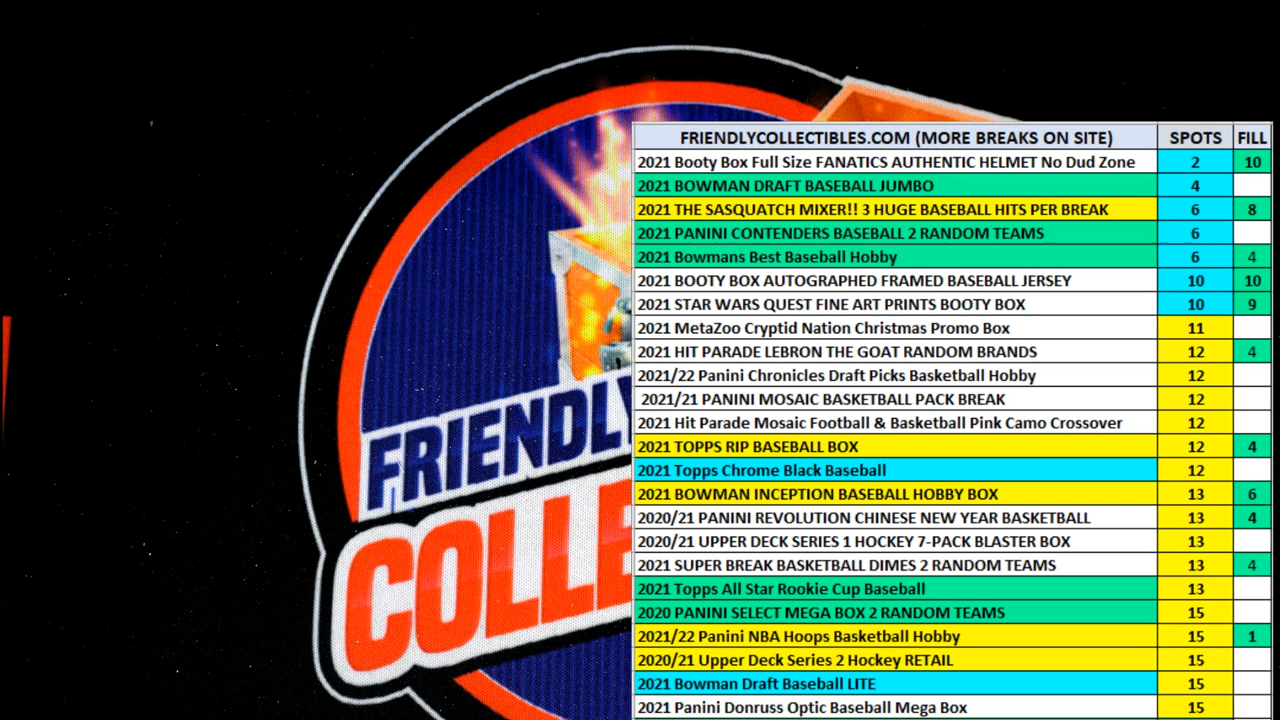 FRIENDLY
COLLE
FRIENDLYCOLLECTIBLES.COM (MORE BREAKS ON SITE) SPOTS FILL
2021 Booty Box Full Size FANATICS AUTHENTIC HELMET No Dud Zone 2 10
2021 BOWMAN DRAFT BASEBALL JUMBO 4
2021 THE SASQUATCH MIXER!! 3 HUGE BASEBALL HITS PER BREAK 6 8
2021 PANINI CONTENDERS BASEBALL 2 RANDOM TEAMS 6
2021 Bowmans Best Baseball Hobby 6 4
2021 BOOTY BOX AUTOGRAPHED FRAMED BASEBALL JERSEY 10 10
2021 STAR WARS QUEST FINE ART PRINTS BOOTY BOX 10 9
2021 MetaZoo Cryptid Nation Christmas Promo Box 11
2021 HIT PARADE LEBRON THE GOAT RANDOM BRANDS 12 4
2021/22 Panini Chronicles Draft Picks Basketball Hobby 12
2021/21 PANINI MOSAIC BASKETBALL PACK BREAK 12
2021 Hit Parade Mosaic Football & Basketball Pink Camo Crossover 12
2021 TOPPS RIP BASEBALL BOX 12 4
2021 Topps Chrome Black Baseball 12
2021 BOWMAN INCEPTION BASEBALL HOBBY BOX 13 6
2020/21 PANINI REVOLUTION CHINESE NEW YEAR BASKETBALL 13 4
2020/21 UPPER DECK SERIES 1 HOCKEY 7-PACK BLASTER BOX 13
2021 SUPER BREAK BASKETBALL DIMES 2 RANDOM TEAMS 13 4
2021 Topps All Star Rookie Cup Baseball 13
2020 PANINI SELECT MEGA BOX 2 RANDOM TEAMS 15
2021/22 Panini NBA Hoops Basketball Hobby 15 1
2020/21 Upper Deck Series 2 Hockey RETAIL 15
2021 Bowman Draft Baseball LITE 15
2021 Panini Donruss Optic Baseball Mega Box 15